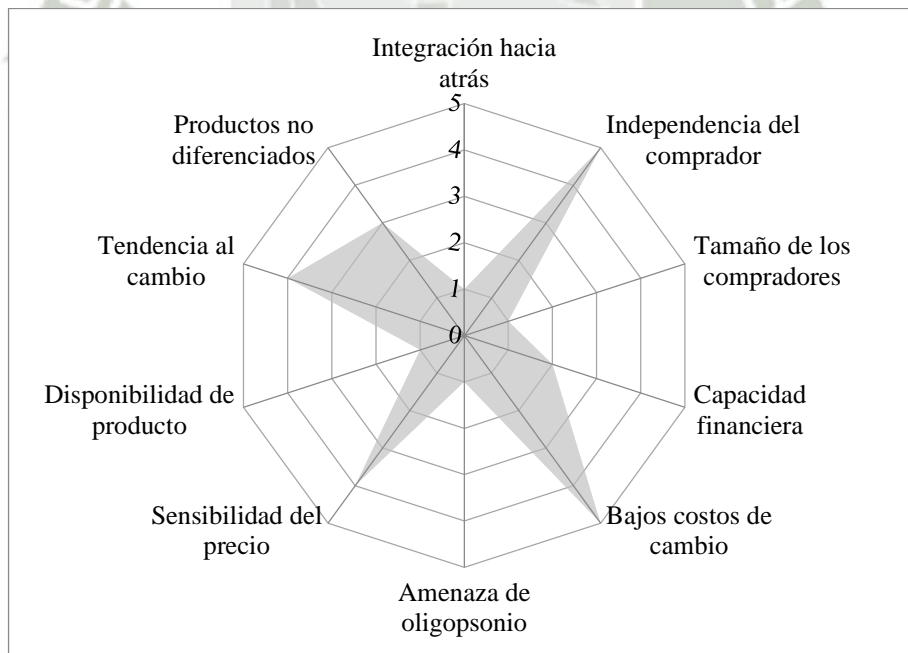 Integración hacia
atrás
Independencia del
comprador
Tamaño de los
compradores
Capacidad
financiera
Bajos costos de
cambio
Amenaza de
oligopsonio
Sensibilidad del
precio
Disponibilidad de
producto
Tendencia al
cambio
Productos no
diferenciados
5
4
3
2
1
0